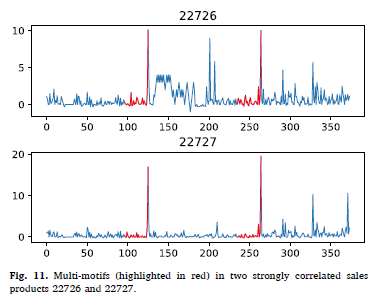 22726
10
5
0
0 50 100 150 200 250 300 350
22727
20
10
0
0 50 100 150 200 250 300 350
Fig. 11. Multi-motifs (highlighted in red) in two strongly correlated sales
products 22726 and 22727.